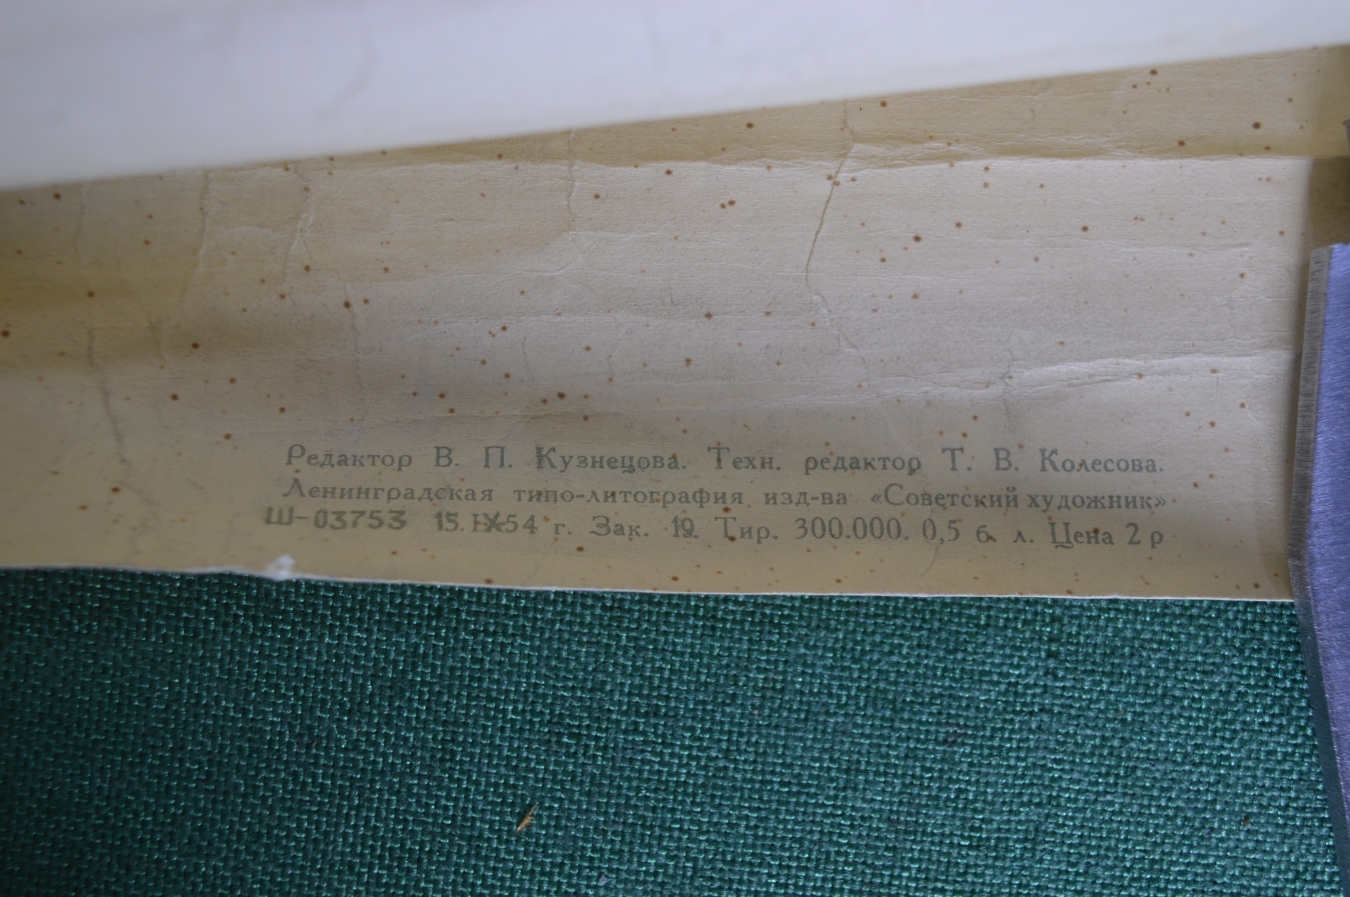 Редактор В. П. Кузнецова. Техн. редактор Т. В. Колесова.
Ленинградская типо-литография изд-ва «Советский художник»
Ш-03753 15.IX-54 г. Зак. 19. Тир. 300.000. 0,5 б. л. Цена 2 р